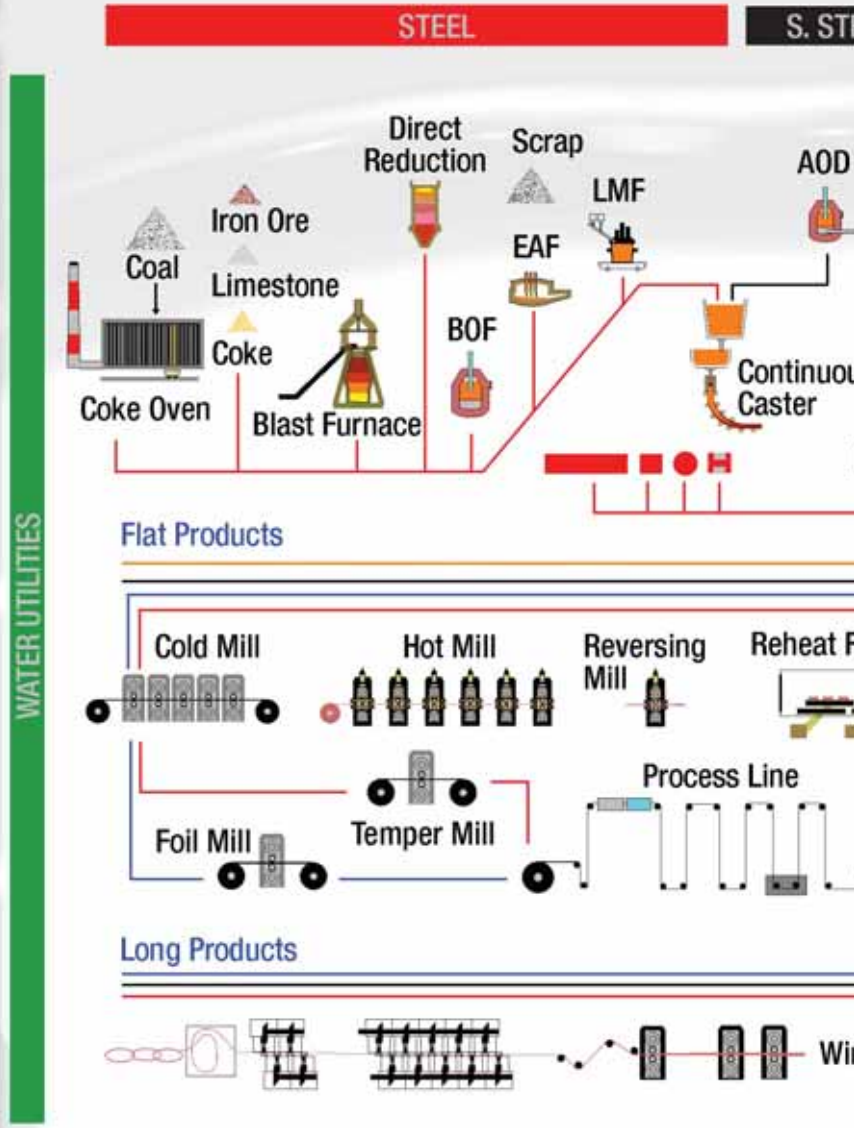 STEEL
S. STE
WATER UTILITIES
Direct
Reduction
Scrap
AOD
Iron Ore
LMF
Coal
EAF
Limestone
BOF
Coke
Continuou
Caster
Coke Oven
Blast Furnace
Flat Products
Cold Mill
Hot Mill
Reversing
Mill
Reheat F
Process Line
Foil Mill
Temper Mill
Long Products
Wir